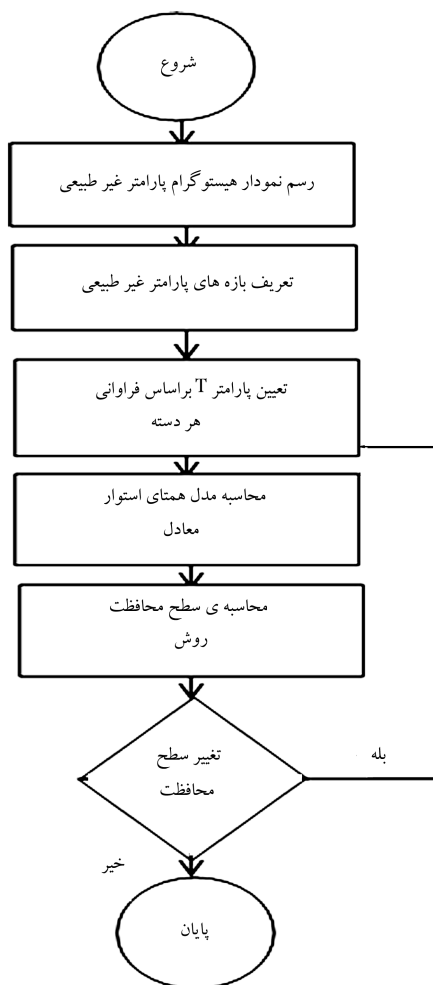 شروع
رسم نمودار هیستوگرام پارامتر غیر طبیعی
تعریف بازه های پارامتر غیر طبیعی
تعیین پارامتر T براساس فراوانی
هر دسته
محاسبه مدل همتای استوار
معادل
محاسبه ی سطح محافظت
روش
تغییر سطح
محافظت
بله
خیر
پایان